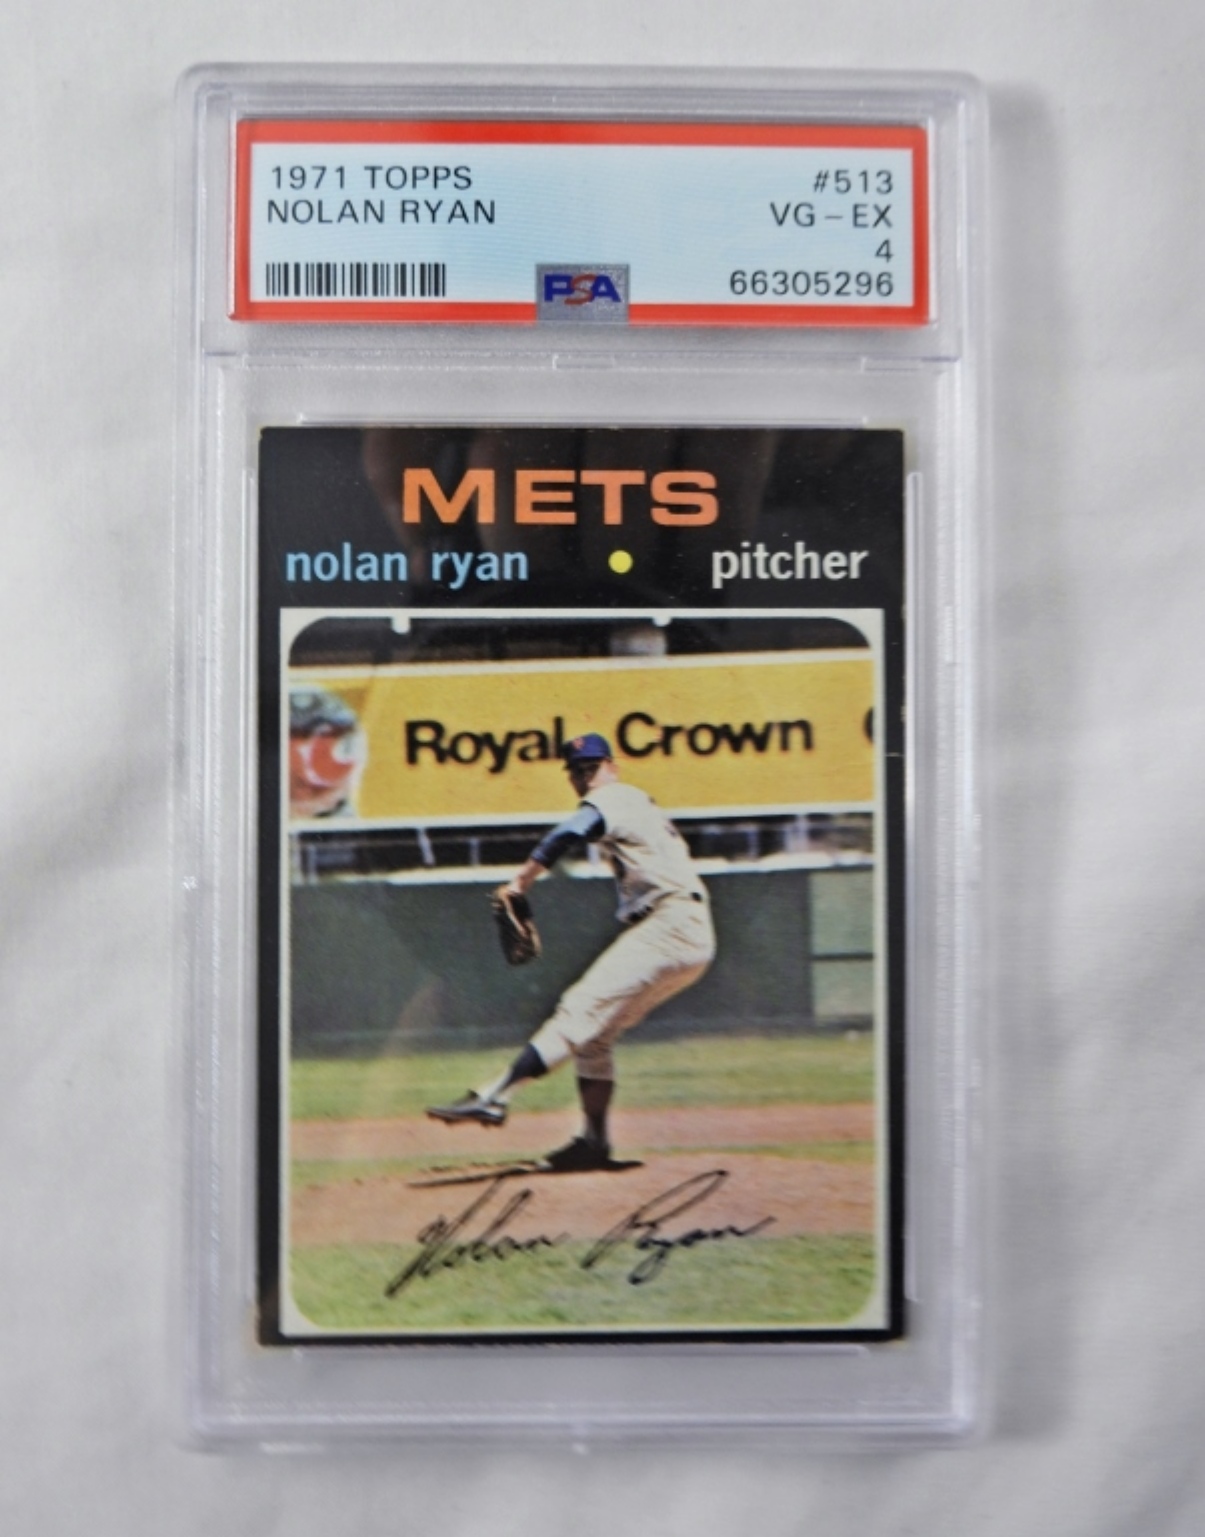 1971 TOPPS #513
NOLAN RYAN VG - EX
4
PSA 66305296
METS
nolan ryan • pitcher
Royal Crown
Nolan Ryan